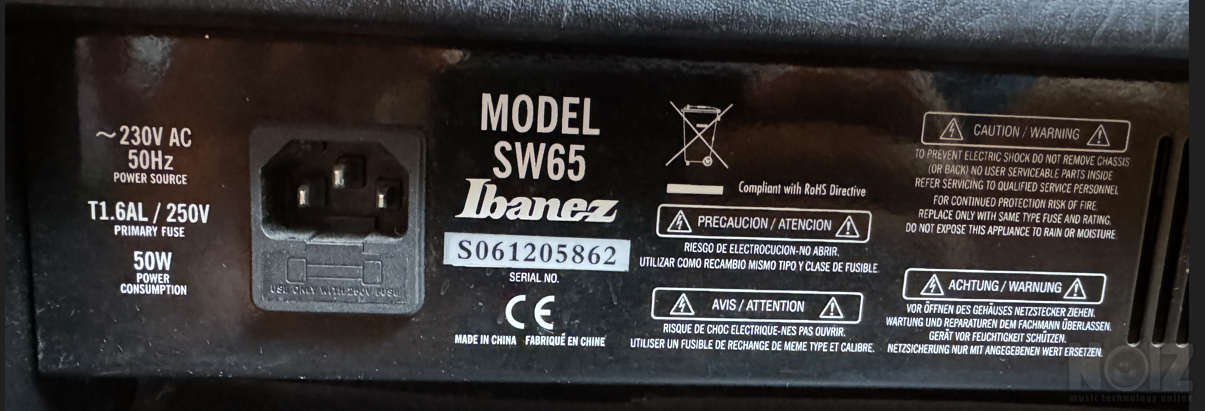 ~230V AC
50Hz
POWER SOURCE
T1.6AL / 250V
PRIMARY FUSE
50W
POWER
CONSUMPTION
USE ONLY WITH 250V FUSE
MODEL
SW65
Ibanez
S061205862
SERIAL NO.
CE
MADE IN CHINA FABRIQUÉ EN CHINE
Compliant with RoHS Directive
PRECAUCION / ATENCION
RIESGO DE ELECTROCUCION-NO ABRIR.
UTILIZAR COMO RECAMBIO MISMO TIPO Y CLASE DE FUSIBLE.
AVIS / ATTENTION
RISQUE DE CHOC ELECTRIQUE-NES PAS OUVRIR.
UTILISER UN FUSIBLE DE RECHANGE DE MEME TYPE ET CALIBRE.
CAUTION / WARNING
TO PREVENT ELECTRIC SHOCK DO NOT REMOVE CHASSIS
(OR BACK) NO USER SERVICEABLE PARTS INSIDE
REFER SERVICING TO QUALIFIED SERVICE PERSONNEL
FOR CONTINUED PROTECTION RISK OF FIRE.
REPLACE ONLY WITH SAME TYPE FUSE AND RATING.
DO NOT EXPOSE THIS APPLIANCE TO RAIN OR MOISTURE.
ACHTUNG / WARNUNG
VOR ÖFFNEN DES GEHÄUSES NETZSTECKER ZIEHEN.
WARTUNG UND REPARATUREN DEM FACHMANN ÜBERLASSEN.
GERÄT VOR FEUCHTIGKEIT SCHÜTZEN.
NETZSICHERUNG NUR MIT ANGEGEBENEN WERT ERSETZEN.
NOIZ
music technology online